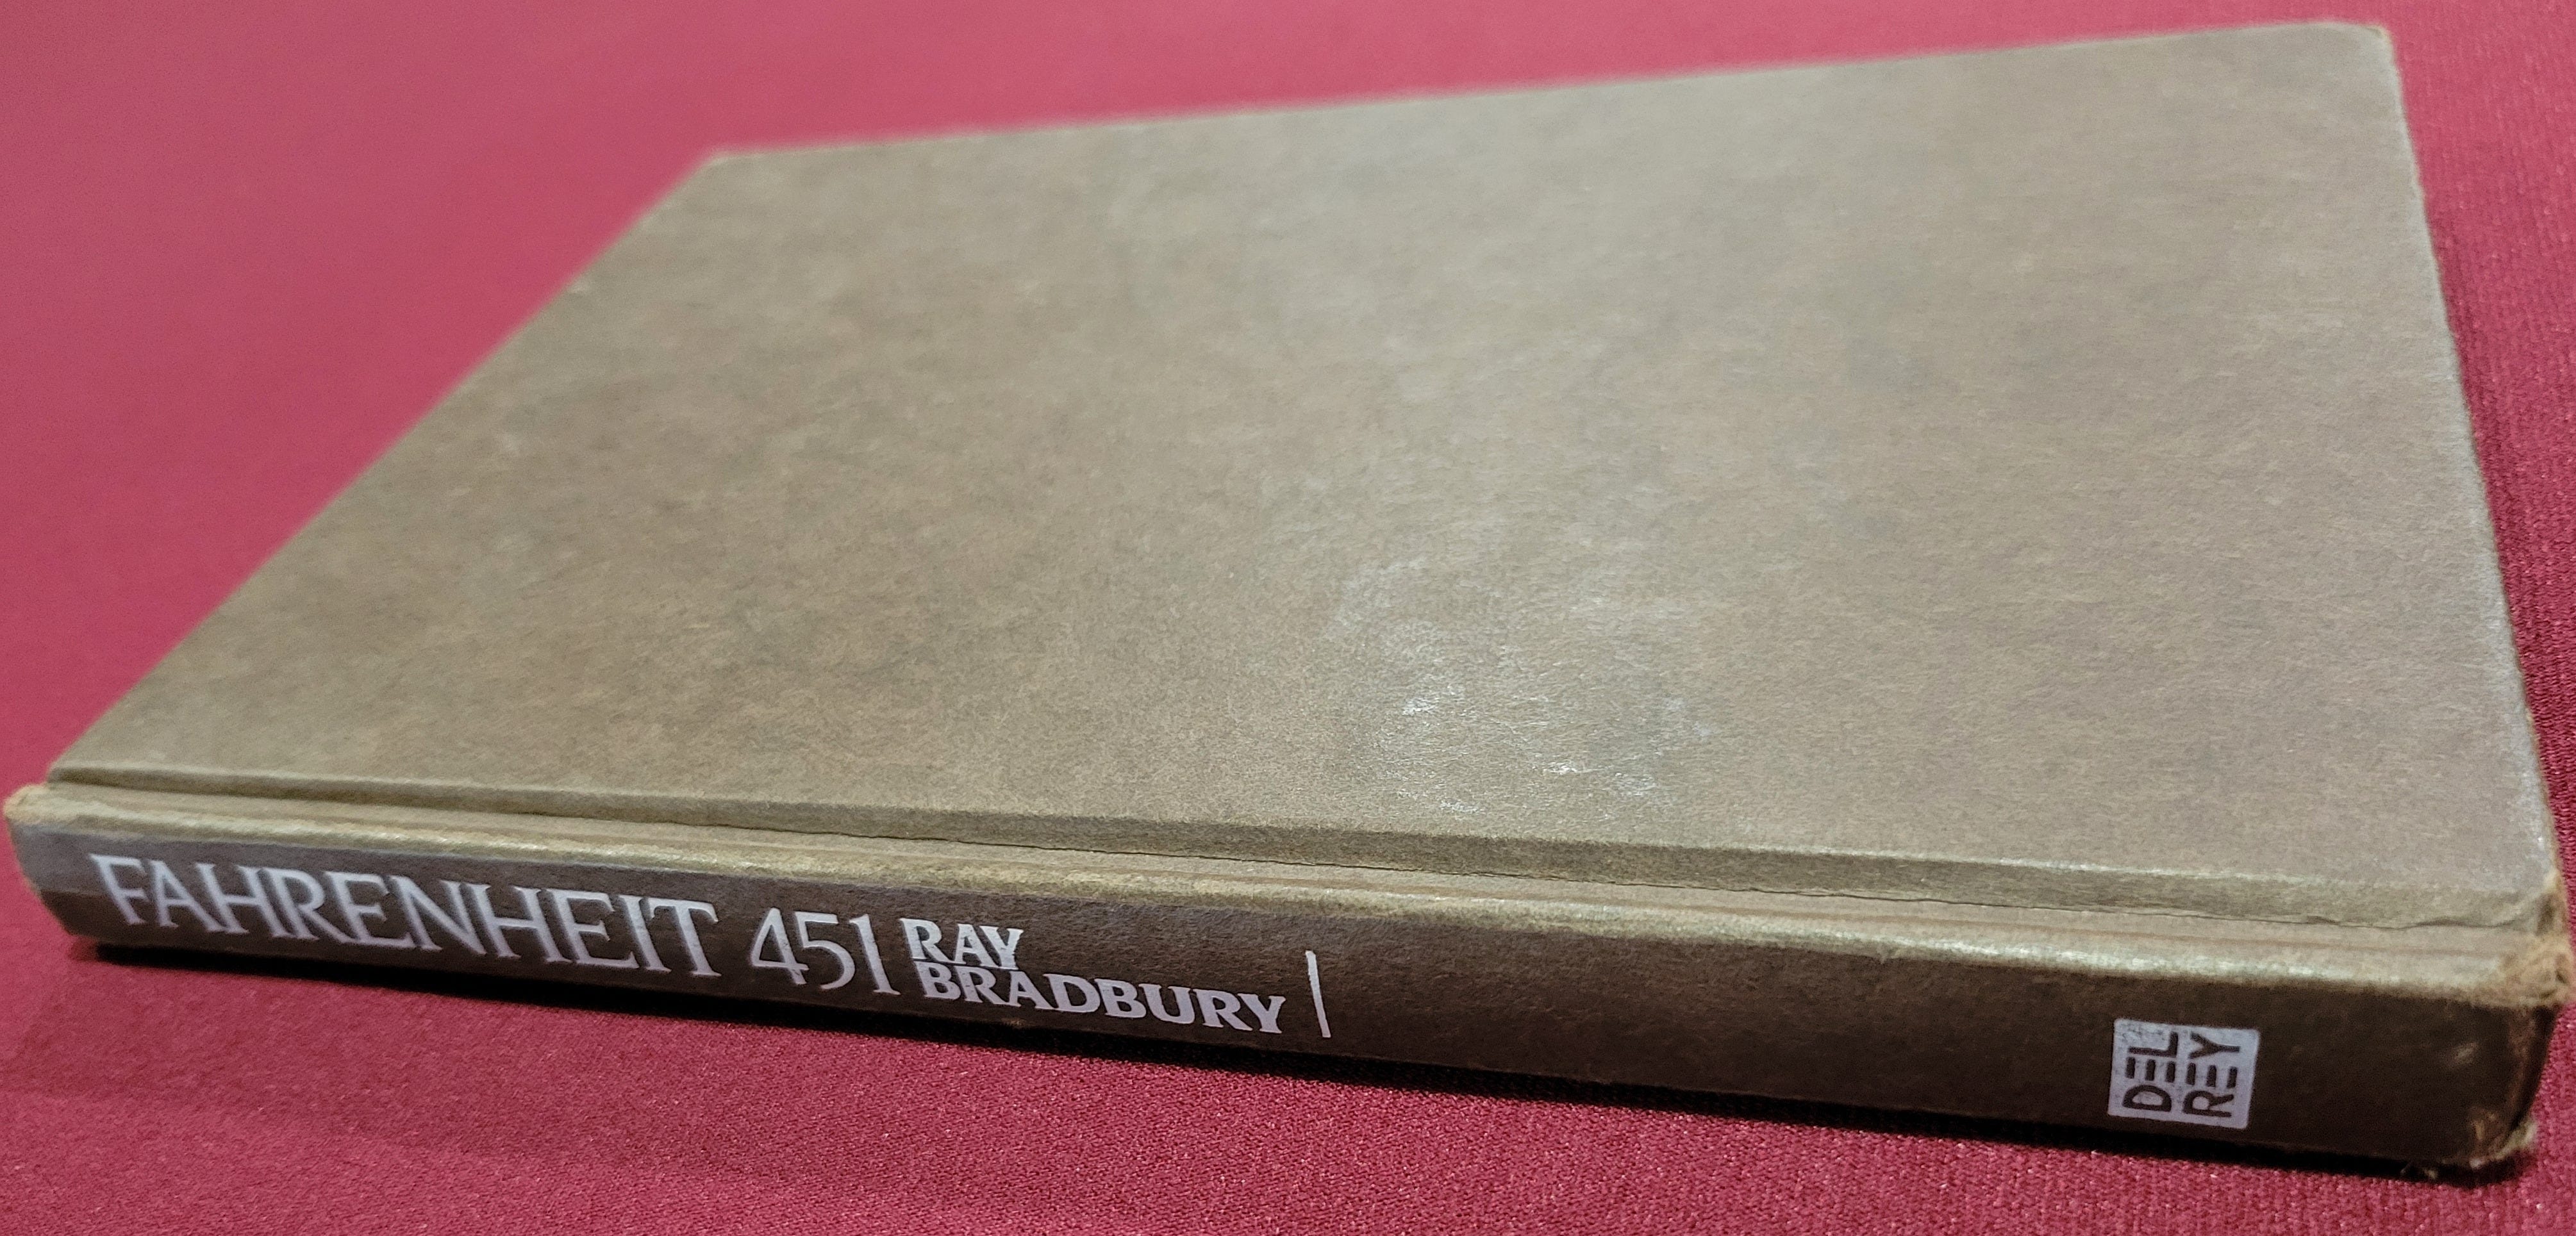 FAHRENHEIT 451
RAY
BRADBURY
DEL
REY